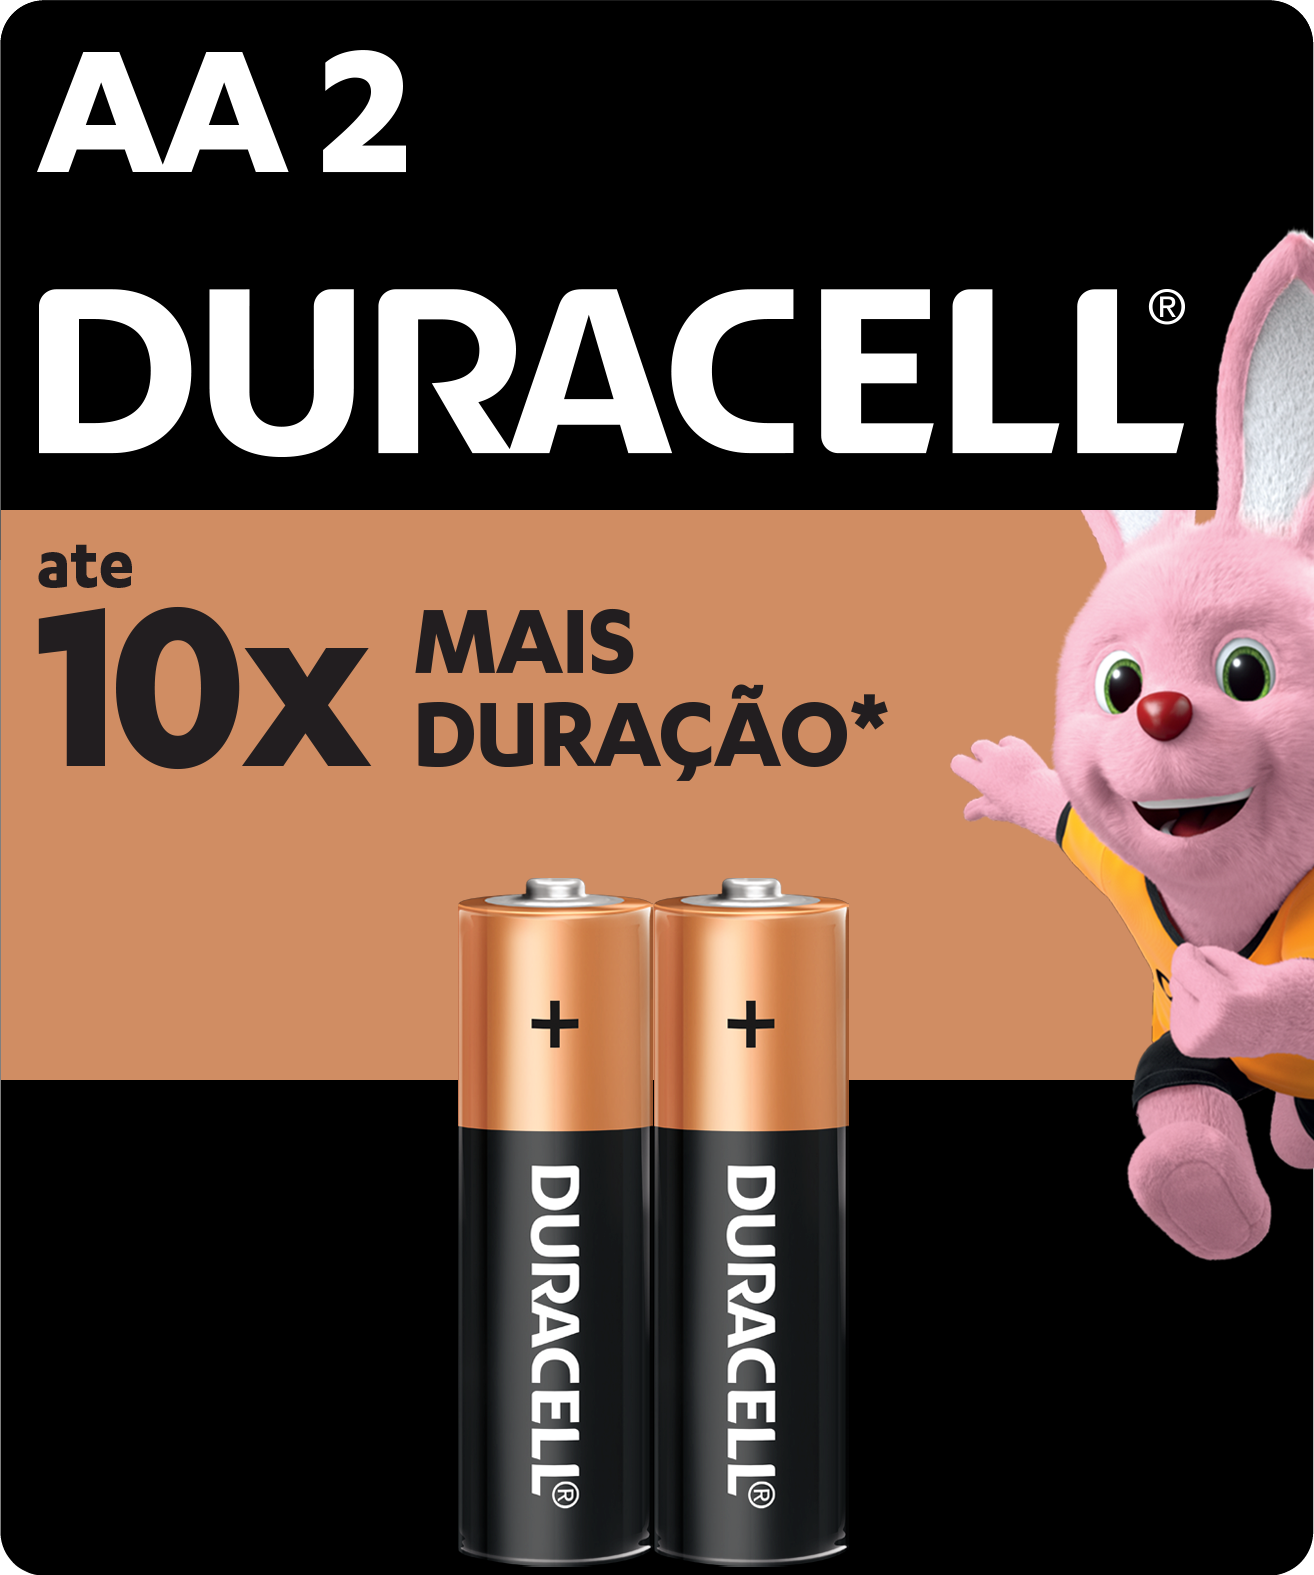 AA 2
DURACELL®
ate
10x MAIS
DURAÇÃO*
+ +
DURACELL® DURACELL®